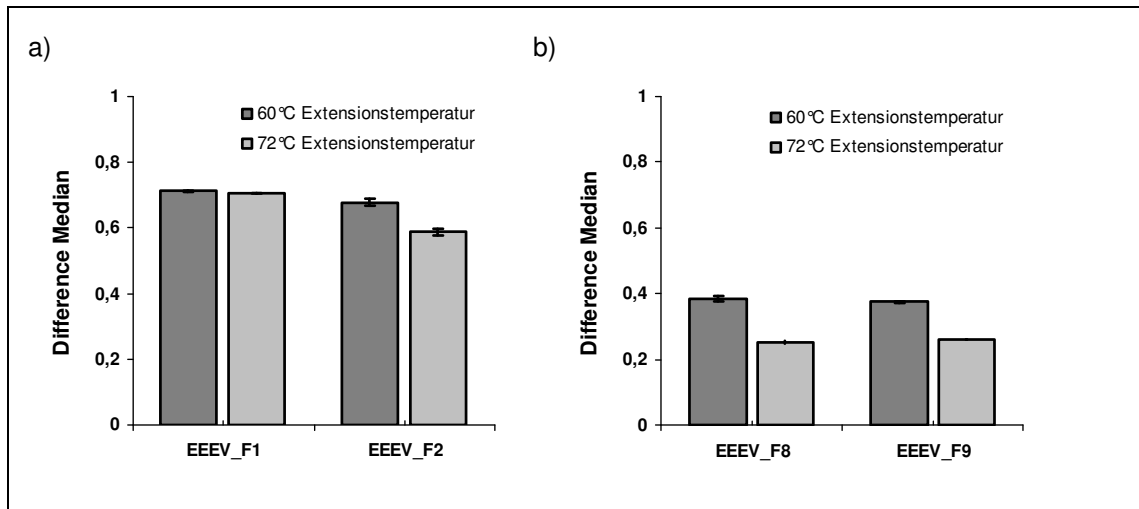 a)
Difference Median
1
0,8
0,6
0,4
0,2
0
60°C Extensionstemperatur
72°C Extensionstemperatur
EEEV_F1
EEEV_F2
b)
Difference Median
1
0,8
0,6
0,4
0,2
0
60°C Extensionstemperatur
72°C Extensionstemperatur
EEEV_F8
EEEV_F9